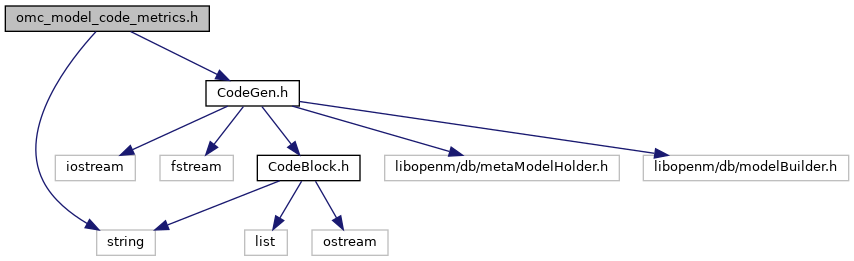 omc_model_code_metrics.h
CodeGen.h
iostream
fstream
CodeBlock.h
libopenm/db/metaModelHolder.h
libopenm/db/modelBuilder.h
string
list
ostream